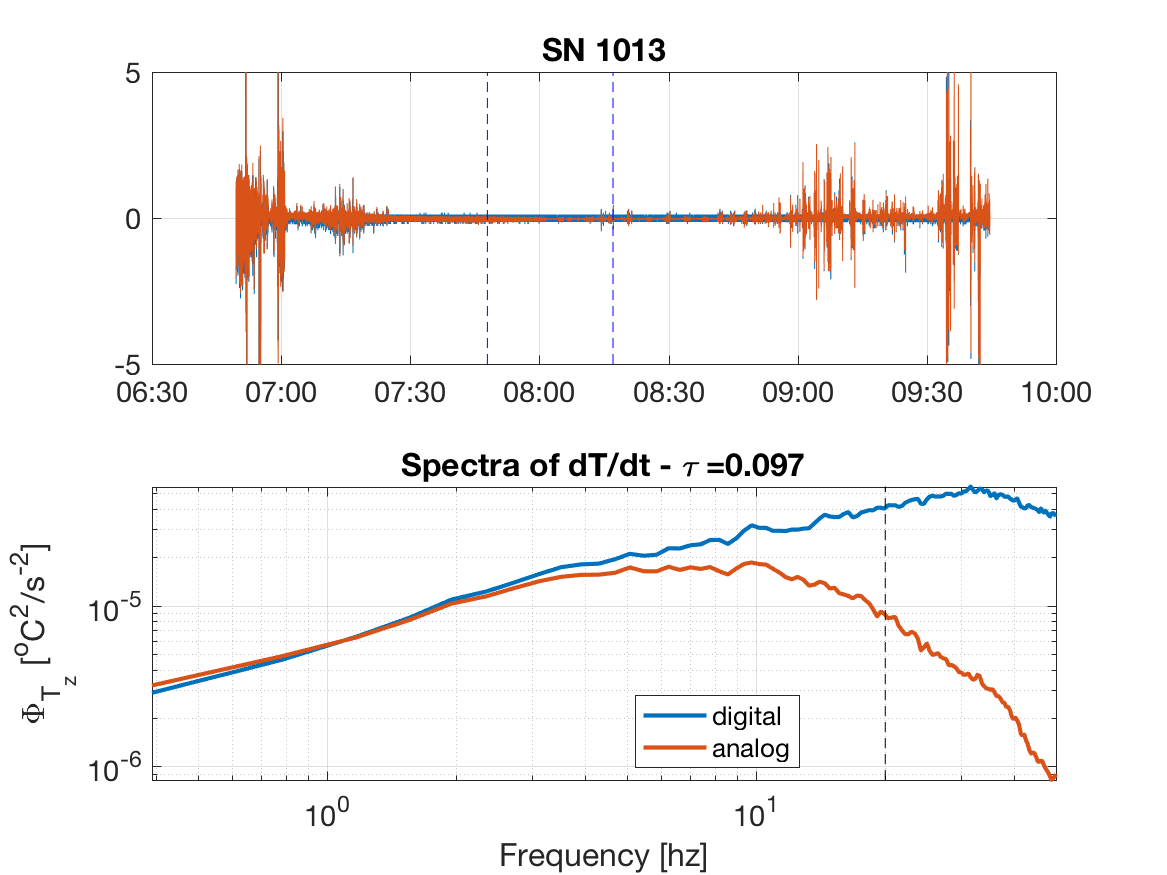 SN 1013
5
0
-5
06:30 07:00 07:30 08:00 08:30 09:00 09:30 10:00
Spectra of dT/dt - τ =0.097
Φ_{T_z} [°C²/s⁻²]
10⁻⁵
10⁻⁶
digital
analog
10⁰ 10¹
Frequency [hz]